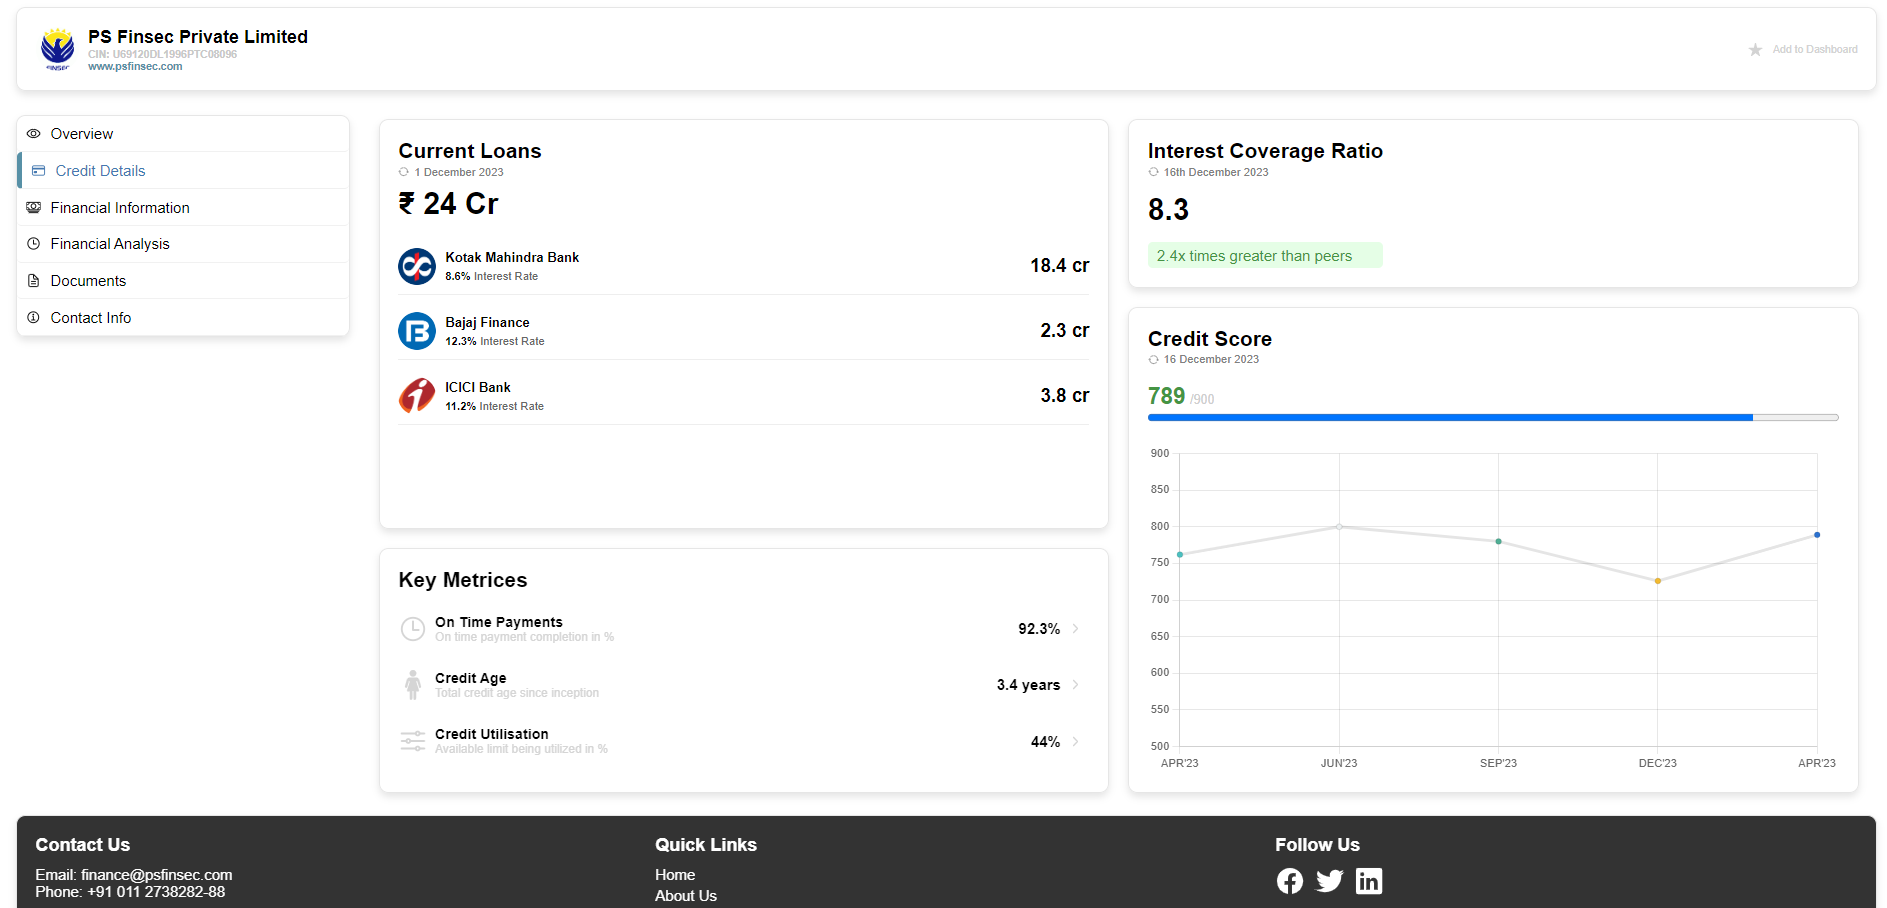 PS Finsec Private Limited
CIN: U69120DL1996PTC08096
www.psfinsec.com
FINSEC
Add to Dashboard
Overview
Credit Details
Financial Information
Financial Analysis
Documents
Contact Info
Current Loans
1 December 2023
₹ 24 Cr
Kotak Mahindra Bank
8.6% Interest Rate
18.4 cr
Bajaj Finance
12.3% Interest Rate
2.3 cr
ICICI Bank
11.2% Interest Rate
3.8 cr
Key Metrices
On Time Payments
On time payment completion in %
92.3%
Credit Age
Total credit age since inception
3.4 years
Credit Utilisation
Available limit being utilized in %
44%
Interest Coverage Ratio
16th December 2023
8.3
2.4x times greater than peers
Credit Score
16 December 2023
789 /900
900
850
800
750
700
650
600
550
500
APR'23 JUN'23 SEP'23 DEC'23 APR'23
Contact Us
Email: finance@psfinsec.com
Phone: +91 011 2738282-88
Quick Links
Home
About Us
Follow Us